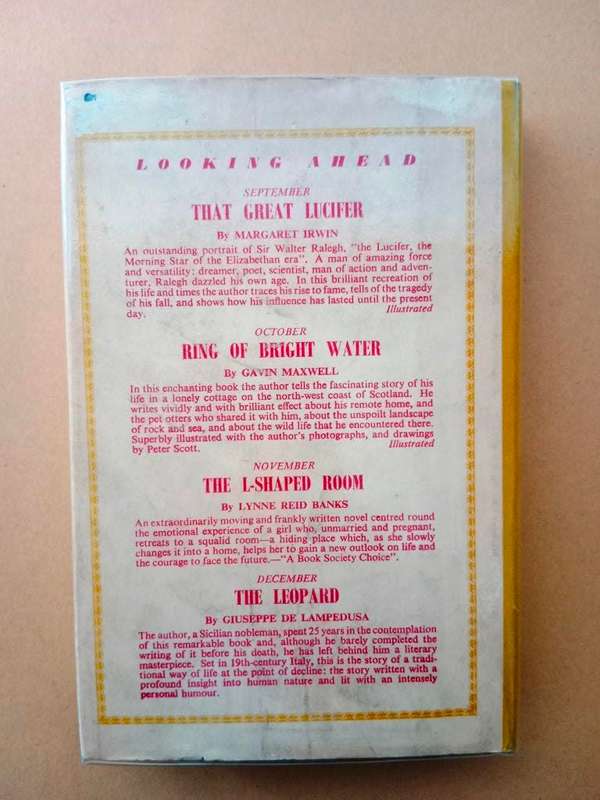 LOOKING AHEAD
SEPTEMBER
THAT GREAT LUCIFER
By MARGARET IRWIN
An outstanding portrait of Sir Walter Ralegh, "the Lucifer, the
Morning Star of the Elizabethan era". A man of amazing force
and versatility: dreamer, poet, scientist, man of action and adven-
turer, Ralegh dazzled his own age. In this brilliant recreation of
his life and times the author traces his rise to fame, tells of the tragedy
of his fall, and shows how his influence has lasted until the present
day. Illustrated
OCTOBER
RING OF BRIGHT WATER
By GAVIN MAXWELL
In this enchanting book the author tells the fascinating story of his
life in a lonely cottage on the north-west coast of Scotland. He
writes vividly and with brilliant effect about his remote home, and
the pet otters who shared it with him, about the unspoilt landscape
of rock and sea, and about the wild life that he encountered there.
Superbly illustrated with the author's photographs, and drawings
by Peter Scott. Illustrated
NOVEMBER
THE L-SHAPED ROOM
By LYNNE REID BANKS
An extraordinarily moving and frankly written novel centred round
the emotional experience of a girl who, unmarried and pregnant,
retreats to a squalid room—a hiding place which, as she slowly
changes it into a home, helps her to gain a new outlook on life and
the courage to face the future.—"A Book Society Choice".
DECEMBER
THE LEOPARD
By GIUSEPPE DE LAMPEDUSA
The author, a Sicilian nobleman, spent 25 years in the contemplation
of this remarkable book and, although he barely completed the
writing of it before his death, he has left behind him a literary
masterpiece. Set in 19th-century Italy, this is the story of a tradi-
tional way of life at the point of decline: the story written with a
profound insight into human nature and lit with an intensely
personal humour.